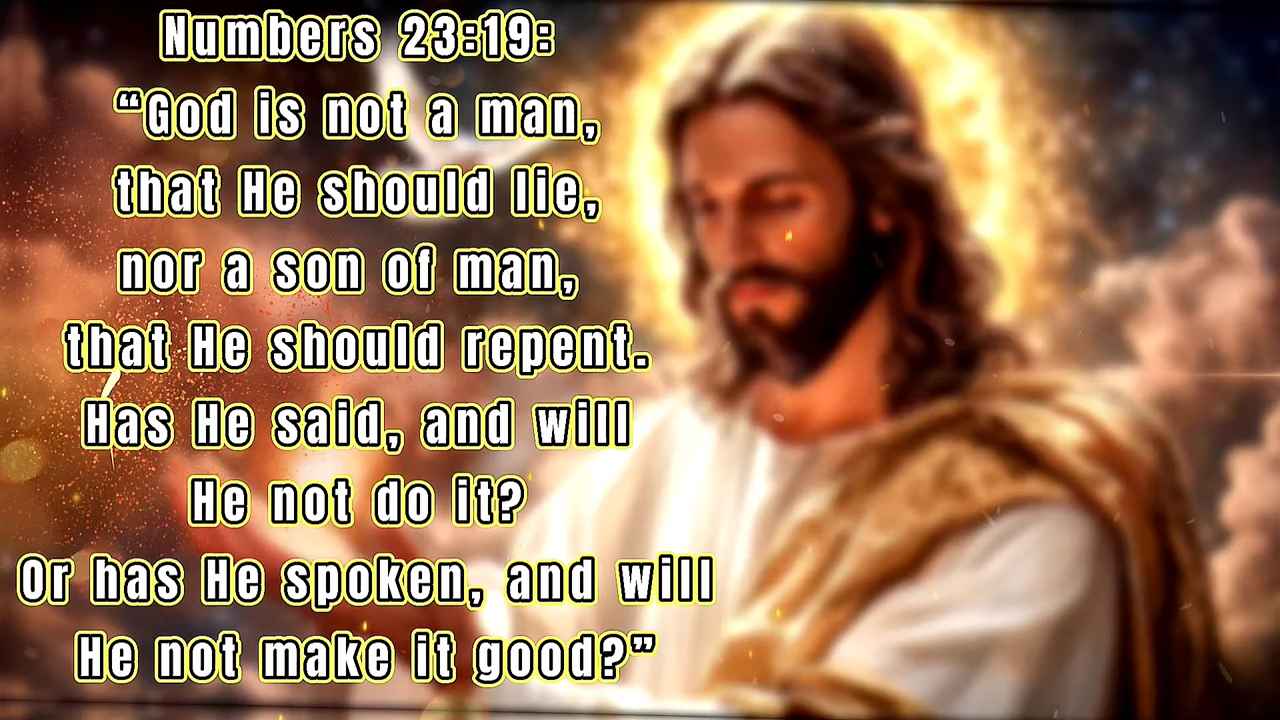 Numbers 23:19:
“God is not a man,
that He should lie,
nor a son of man,
that He should repent.
Has He said, and will
He not do it?
Or has He spoken, and will
He not make it good?”